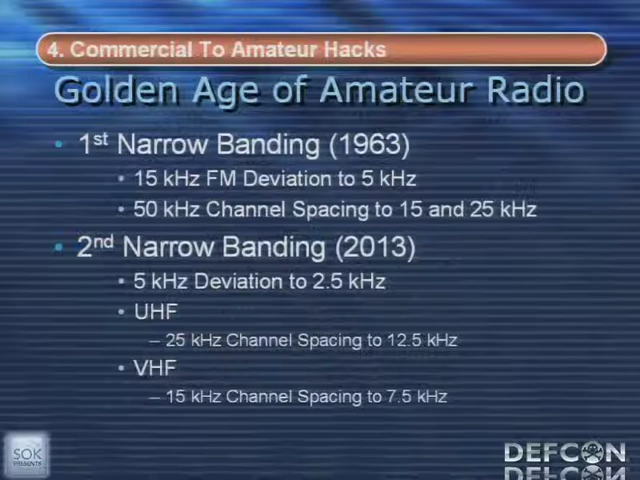 4. Commercial To Amateur Hacks
Golden Age of Amateur Radio
• 1st Narrow Banding (1963)
• 15 kHz FM Deviation to 5 kHz
• 50 kHz Channel Spacing to 15 and 25 kHz
• 2nd Narrow Banding (2013)
• 5 kHz Deviation to 2.5 kHz
• UHF
– 25 kHz Channel Spacing to 12.5 kHz
• VHF
– 15 kHz Channel Spacing to 7.5 kHz
SOK
PRESENTS
DEFCON